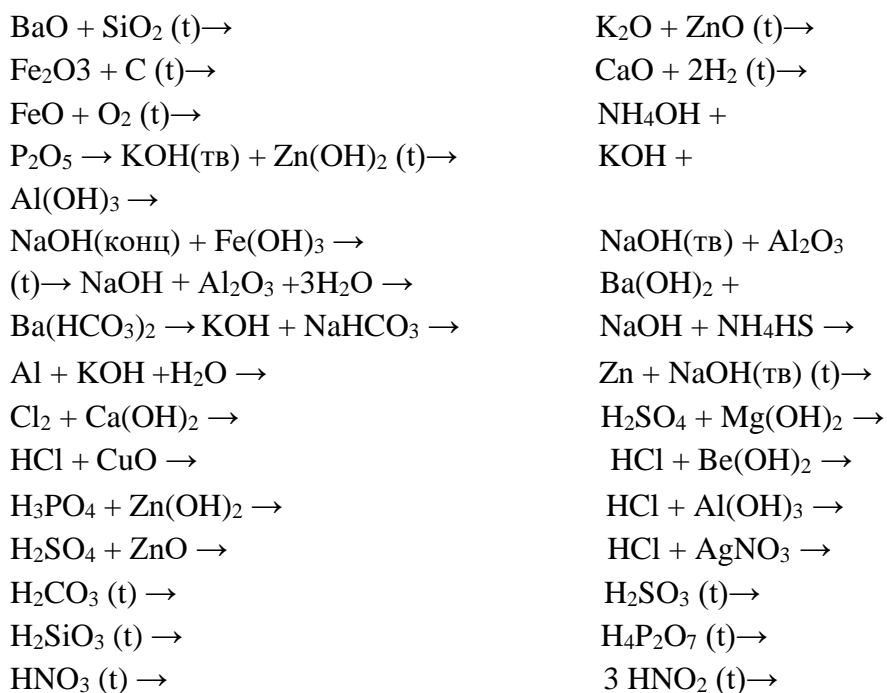 BaO + SiO₂ (t)→ K₂O + ZnO (t)→
Fe₂O3 + C (t)→ CaO + 2H₂ (t)→
FeO + O₂ (t)→ NH₄OH +
P₂O₅ → KOH(тв) + Zn(OH)₂ (t)→ KOH +
Al(OH)₃ →
NaOH(конц) + Fe(OH)₃ → NaOH(тв) + Al₂O₃
(t)→ NaOH + Al₂O₃ +3H₂O → Ba(OH)₂ +
Ba(HCO₃)₂ → KOH + NaHCO₃ → NaOH + NH₄HS →
Al + KOH +H₂O → Zn + NaOH(тв) (t)→
Cl₂ + Ca(OH)₂ → H₂SO₄ + Mg(OH)₂ →
HCl + CuO → HCl + Be(OH)₂ →
H₃PO₄ + Zn(OH)₂ → HCl + Al(OH)₃ →
H₂SO₄ + ZnO → HCl + AgNO₃ →
H₂CO₃ (t) → H₂SO₃ (t)→
H₂SiO₃ (t) → H₄P₂O₇ (t)→
HNO₃ (t) → 3 HNO₂ (t)→